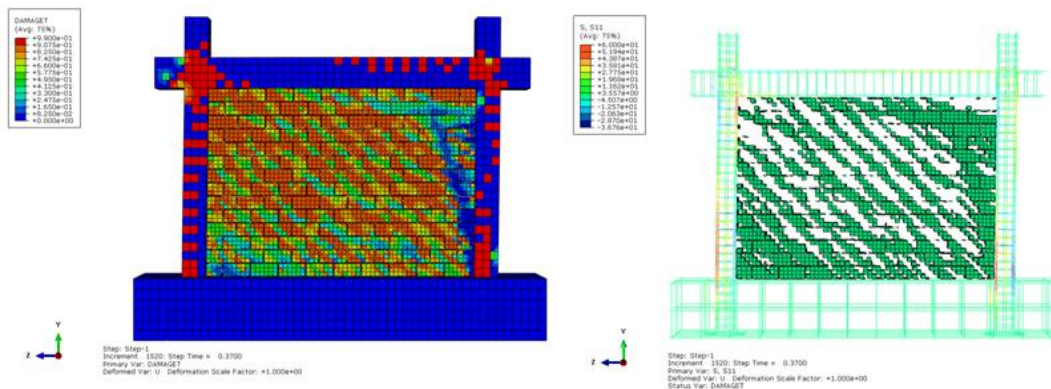 DAMAGET
(Avg: 75%)
+9.900e-01
+9.075e-01
+8.250e-01
+7.425e-01
+6.600e-01
+5.775e-01
+4.950e-01
+4.125e-01
+3.300e-01
+2.475e-01
+1.650e-01
+8.250e-02
+0.000e+00
Y
Z
Step: Step-1
Increment 1520: Step Time = 0.3700
Primary Var: DAMAGET
Deformed Var: U Deformation Scale Factor: +1.000e+00
S, S11
(Avg: 75%)
+6.000e+01
+5.194e+01
+4.387e+01
+3.581e+01
+2.775e+01
+1.968e+01
+1.162e+01
+3.557e+00
-4.507e+00
-1.257e+01
-2.063e+01
-2.870e+01
-3.676e+01
Y
Z
Step: Step-1
Increment 1520: Step Time = 0.3700
Primary Var: S, S11
Deformed Var: U Deformation Scale Factor: +1.000e+00
Status Var: DAMAGET